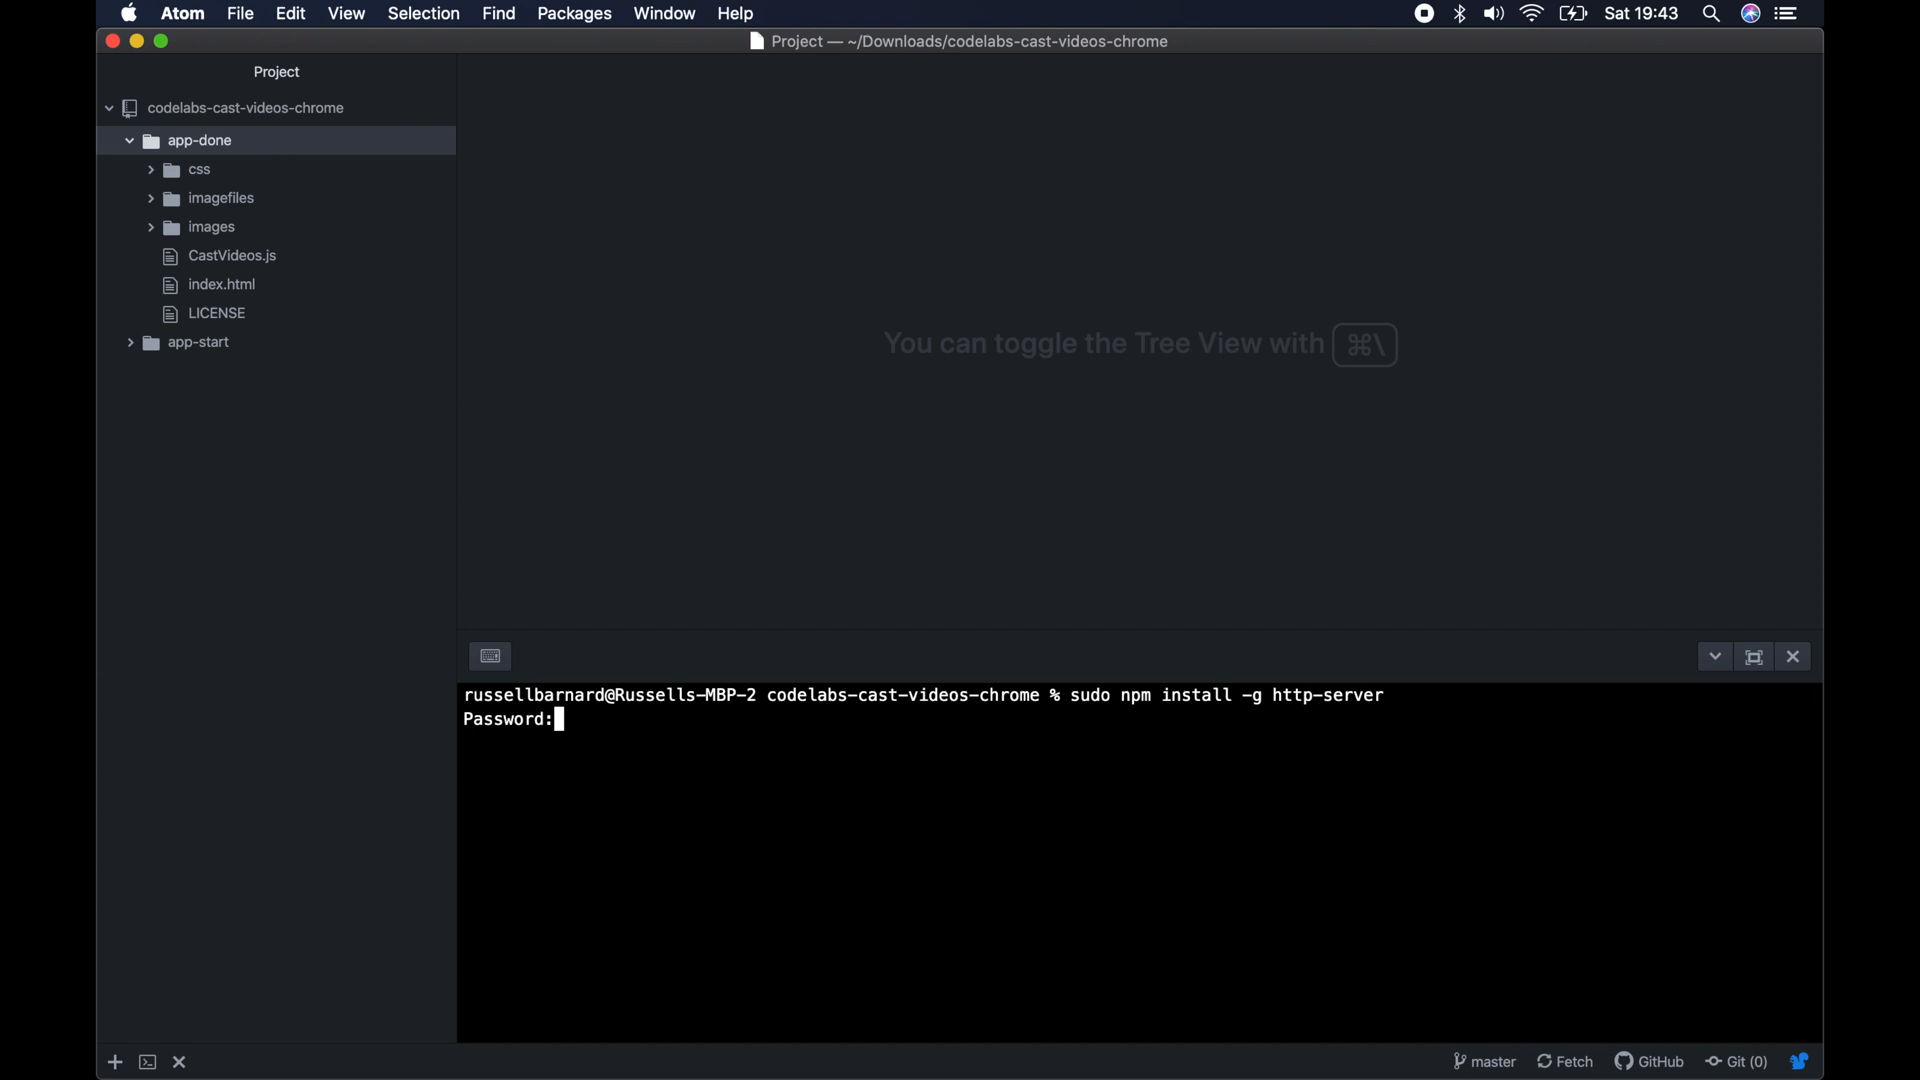 Atom File Edit View Selection Find Packages Window Help Sat 19:43
Project — ~/Downloads/codelabs-cast-videos-chrome
Project
codelabs-cast-videos-chrome
app-done
css
imagefiles
images
CastVideos.js
index.html
LICENSE
app-start
You can toggle the Tree View with ⌘\
russellbarnard@Russells-MBP-2 codelabs-cast-videos-chrome % sudo npm install -g http-server
Password:
master Fetch GitHub Git (0)